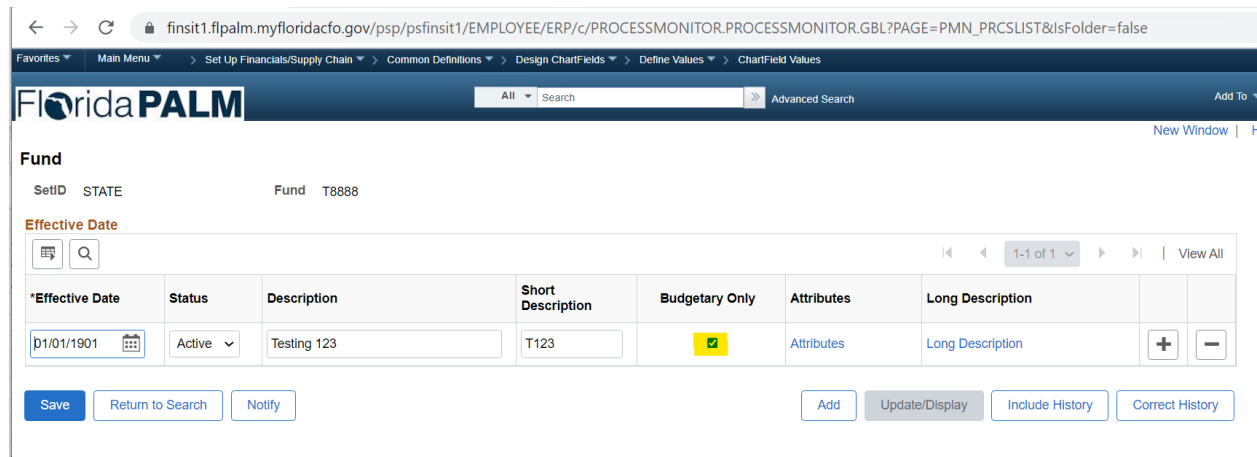 finsit1.flpalm.myfloridacfo.gov/psp/psfinsit1/EMPLOYEE/ERP/c/PROCESSMONITOR.PROCESSMONITOR.GBL?PAGE=PMN_PRCSLIST&IsFolder=false
Favorites Main Menu > Set Up Financials/Supply Chain > Common Definitions > Design ChartFields > Define Values > ChartField Values
Florida PALM All Search » Advanced Search Add To
New Window | H
Fund
SetID STATE Fund T8888
Effective Date
1-1 of 1 | View All
*Effective Date Status Description Short Description Budgetary Only Attributes Long Description
01/01/1901 Active Testing 123 T123 Attributes Long Description + −
Save Return to Search Notify Add Update/Display Include History Correct History